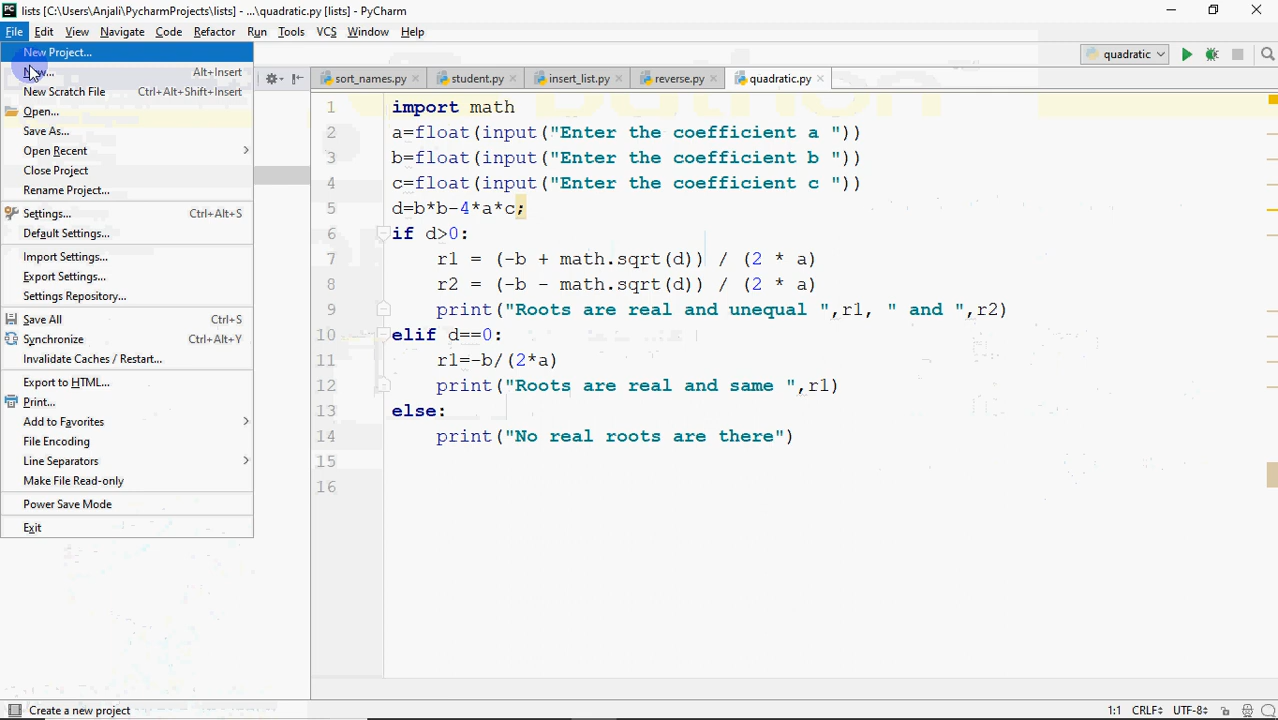 lists [C:\Users\Anjali\PycharmProjects\lists] - ...\quadratic.py [lists] - PyCharm
File Edit View Navigate Code Refactor Run Tools VCS Window Help
quadratic
New Project...
New... Alt+Insert
New Scratch File Ctrl+Alt+Shift+Insert
Open...
Save As...
Open Recent
Close Project
Rename Project...
Settings... Ctrl+Alt+S
Default Settings...
Import Settings...
Export Settings...
Settings Repository...
Save All Ctrl+S
Synchronize Ctrl+Alt+Y
Invalidate Caches / Restart...
Export to HTML...
Print...
Add to Favorites
File Encoding
Line Separators
Make File Read-only
Power Save Mode
Exit
sort_names.py student.py insert_list.py reverse.py quadratic.py
1 import math
2 a=float(input("Enter the coefficient a "))
3 b=float(input("Enter the coefficient b "))
4 c=float(input("Enter the coefficient c "))
5 d=b*b-4*a*c;
6 if d>0:
7 r1 = (-b + math.sqrt(d)) / (2 * a)
8 r2 = (-b - math.sqrt(d)) / (2 * a)
9 print("Roots are real and unequal ",r1, " and ",r2)
10 elif d==0:
11 r1=-b/(2*a)
12 print("Roots are real and same ",r1)
13 else:
14 print("No real roots are there")
15
16
Create a new project 1:1 CRLF UTF-8